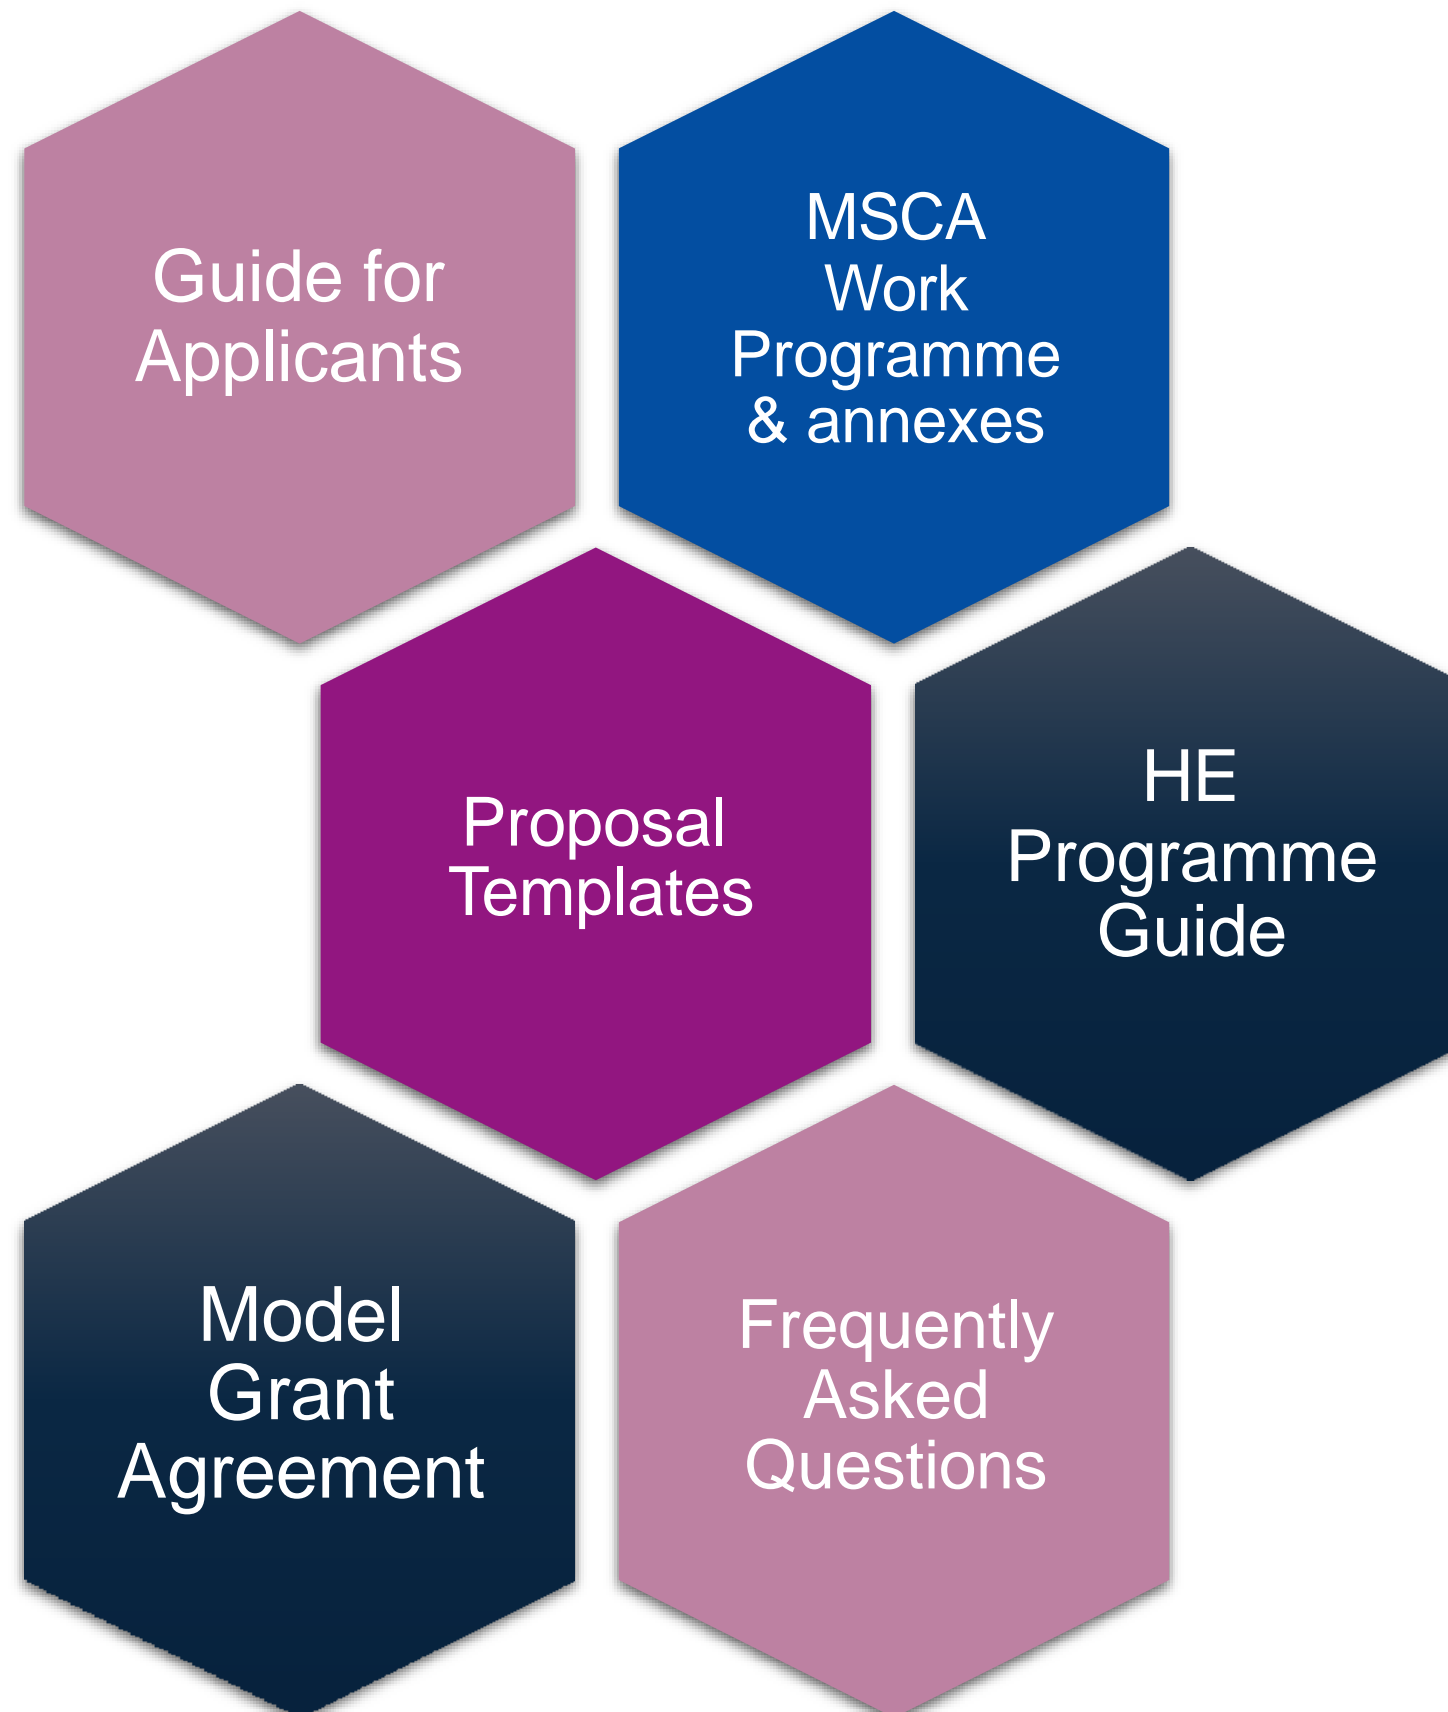 Guide for
Applicants
MSCA
Work
Programme
& annexes
Proposal
Templates
HE
Programme
Guide
Model
Grant
Agreement
Frequently
Asked
Questions